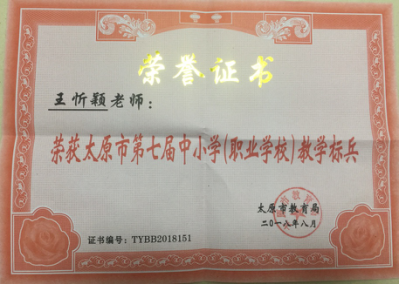 荣誉证书
王忻颖老师：
荣获太原市第七届中小学(职业学校)教学标兵
太原市教育局
二〇一八年八月
证书编号：TYBB2018151